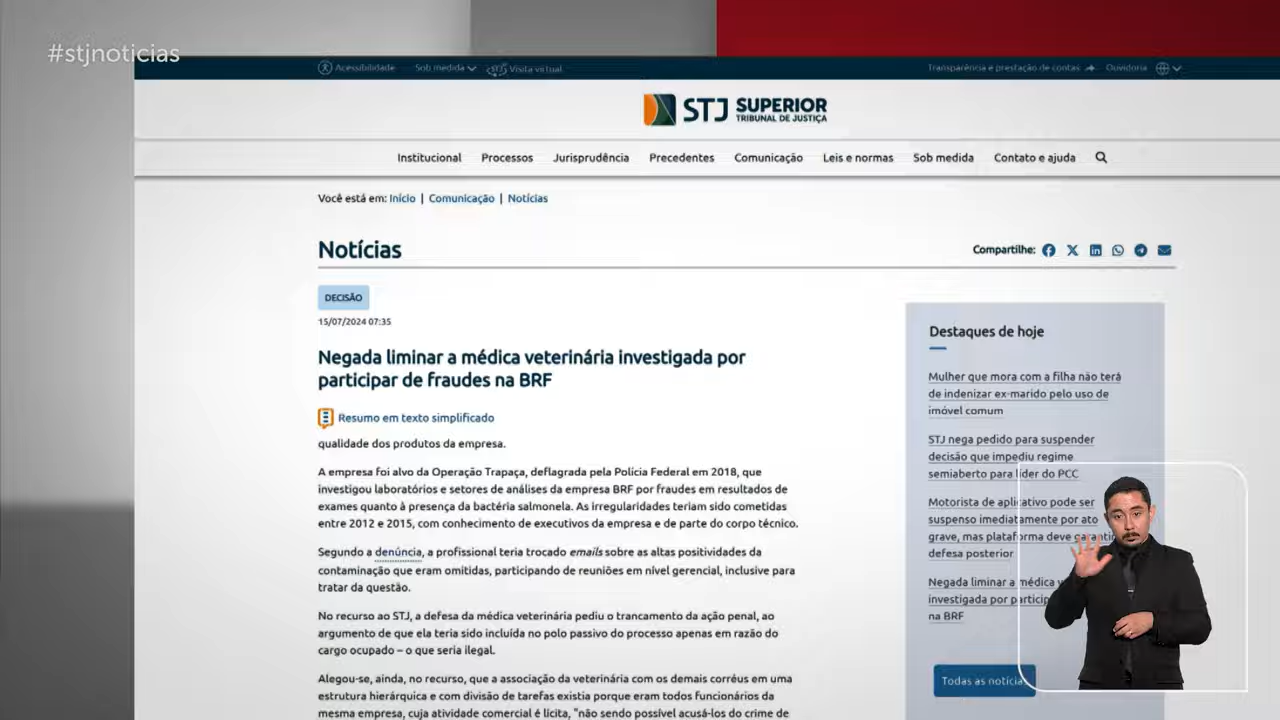 #stjnoticias
Acessibilidade Sob medida Visita virtual Transparência e prestação de contas Ouvidoria
STJ SUPERIOR
TRIBUNAL DE JUSTIÇA
Institucional Processos Jurisprudência Precedentes Comunicação Leis e normas Sob medida Contato e ajuda
Você está em: Início | Comunicação | Notícias
Notícias
Compartilhe:
DECISÃO
15/07/2024 07:35
Negada liminar a médica veterinária investigada por
participar de fraudes na BRF
Resumo em texto simplificado
qualidade dos produtos da empresa.
A empresa foi alvo da Operação Trapaça, deflagrada pela Polícia Federal em 2018, que
investigou laboratórios e setores de análises da empresa BRF por fraudes em resultados de
exames quanto à presença da bactéria salmonela. As irregularidades teriam sido cometidas
entre 2012 e 2015, com conhecimento de executivos da empresa e de parte do corpo técnico.
Segundo a denúncia, a profissional teria trocado emails sobre as altas positividades da
contaminação que eram omitidas, participando de reuniões em nível gerencial, inclusive para
tratar da questão.
No recurso ao STJ, a defesa da médica veterinária pediu o trancamento da ação penal, ao
argumento de que ela teria sido incluída no polo passivo do processo apenas em razão do
cargo ocupado – o que seria ilegal.
Alegou-se, ainda, no recurso, que a associação da veterinária com os demais corréus em uma
estrutura hierárquica e com divisão de tarefas existia porque eram todos funcionários da
mesma empresa, cuja atividade comercial é lícita, "não sendo possível acusá-los do crime de
Destaques de hoje
Mulher que mora com a filha não terá
de indenizar ex-marido pelo uso de
imóvel comum
STJ nega pedido para suspender
decisão que impediu regime
semiaberto para líder do PCC
Motorista de aplicativo pode ser
suspenso imediatamente por ato
grave, mas plataforma deve garantir
defesa posterior
Negada liminar a médica
investigada por
na BRF
Todas as notícias